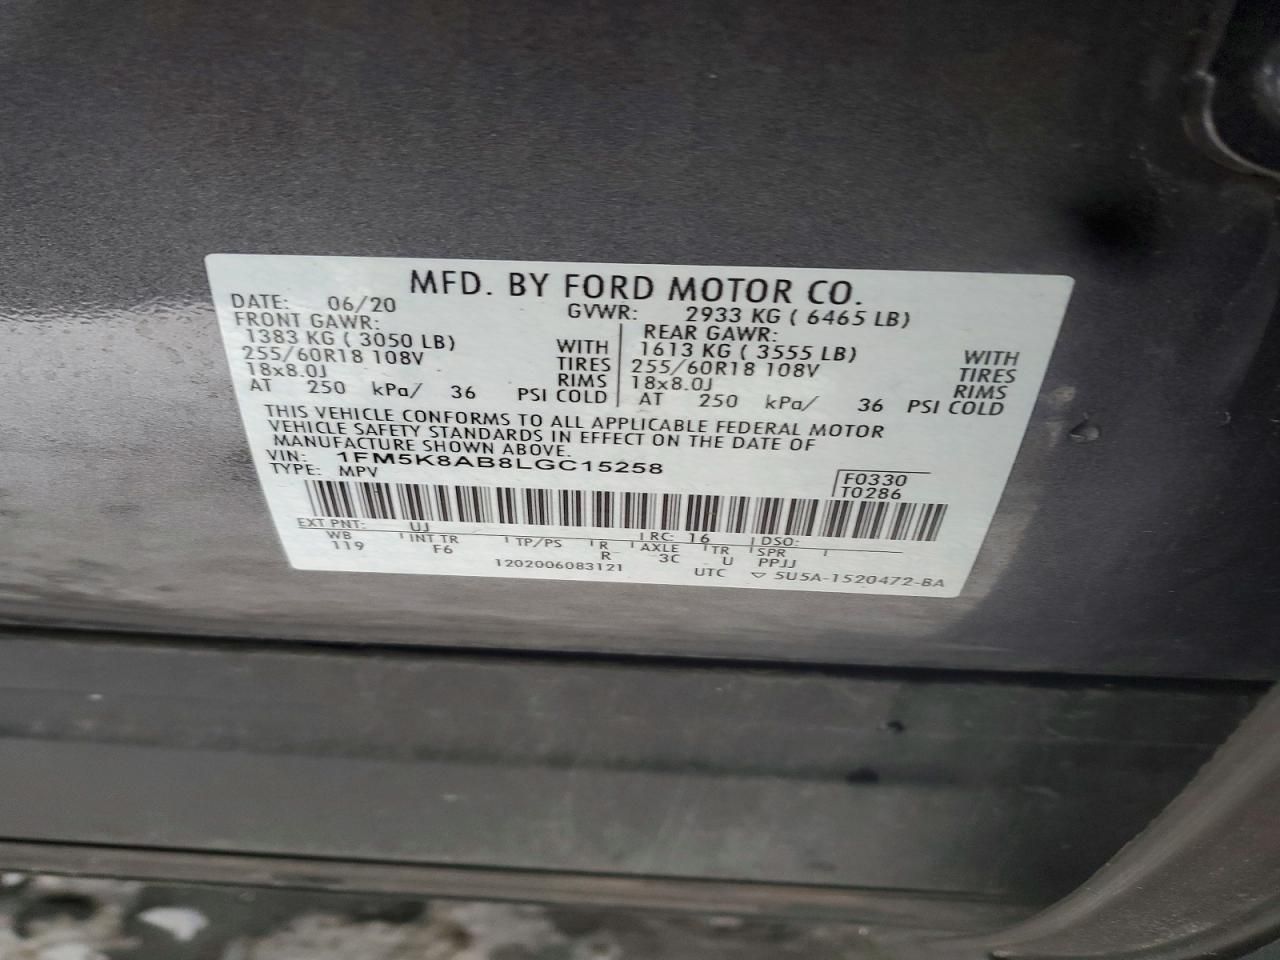 MFD. BY FORD MOTOR CO.
DATE: 06/20 GVWR: 2933 KG ( 6465 LB)
FRONT GAWR: REAR GAWR:
1383 KG ( 3050 LB) WITH 1613 KG ( 3555 LB) WITH
255/60R18 108V TIRES 255/60R18 108V TIRES
18x8.0J RIMS 18x8.0J RIMS
AT 250 kPa/ 36 PSI COLD AT 250 kPa/ 36 PSI COLD
THIS VEHICLE CONFORMS TO ALL APPLICABLE FEDERAL MOTOR
VEHICLE SAFETY STANDARDS IN EFFECT ON THE DATE OF
MANUFACTURE SHOWN ABOVE.
VIN: 1FM5K8AB8LGC15258
TYPE: MPV
F0330
T0286
EXT PNT: UJ RC: 16 DSO:
WB INT TR TP/PS R AXLE TR SPR
119 F6 R 3C U PPJJ
1202006083121 UTC ▽ 5U5A-1520472-BA